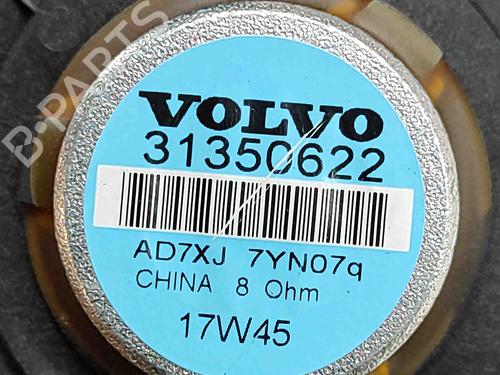 B-PARTS
VOLVO
31350622
AD7XJ 7YN07q
CHINA 8 Ohm
17W45